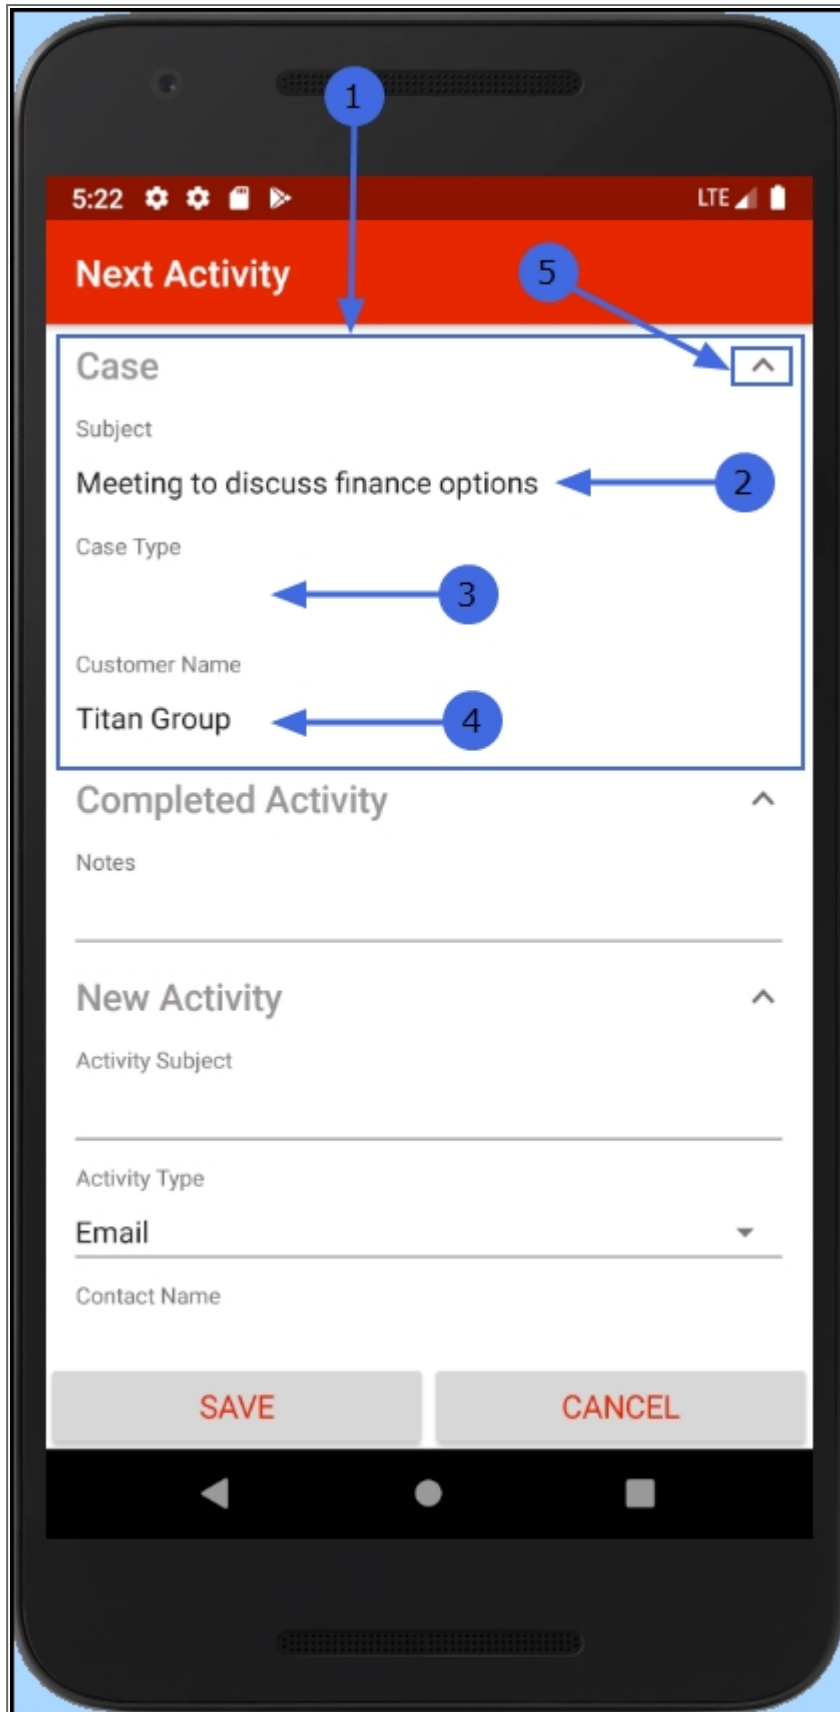 1
5:22 LTE
Next Activity
5
Case
Subject
Meeting to discuss finance options
2
Case Type
3
Customer Name
Titan Group
4
Completed Activity
Notes
New Activity
Activity Subject
Activity Type
Email
Contact Name
SAVE CANCEL